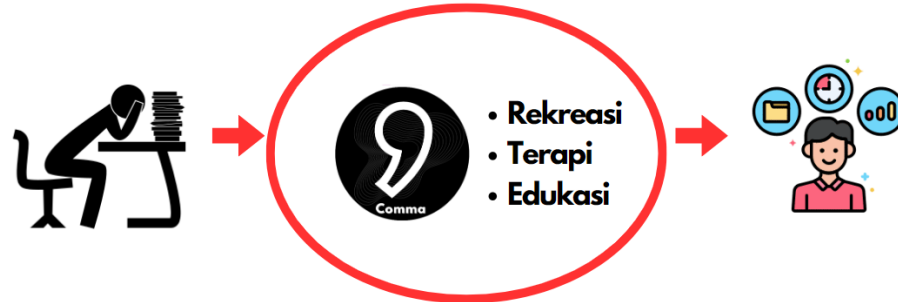 Comma
• Rekreasi
• Terapi
• Edukasi